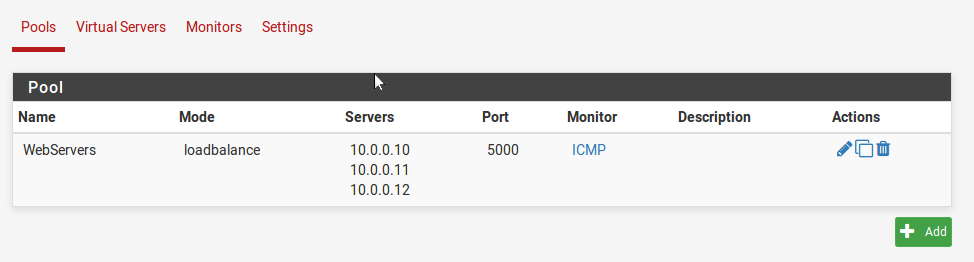 Pools Virtual Servers Monitors Settings
Pool
Name Mode Servers Port Monitor Description Actions
WebServers loadbalance 10.0.0.10 5000 ICMP
10.0.0.11
10.0.0.12
Add